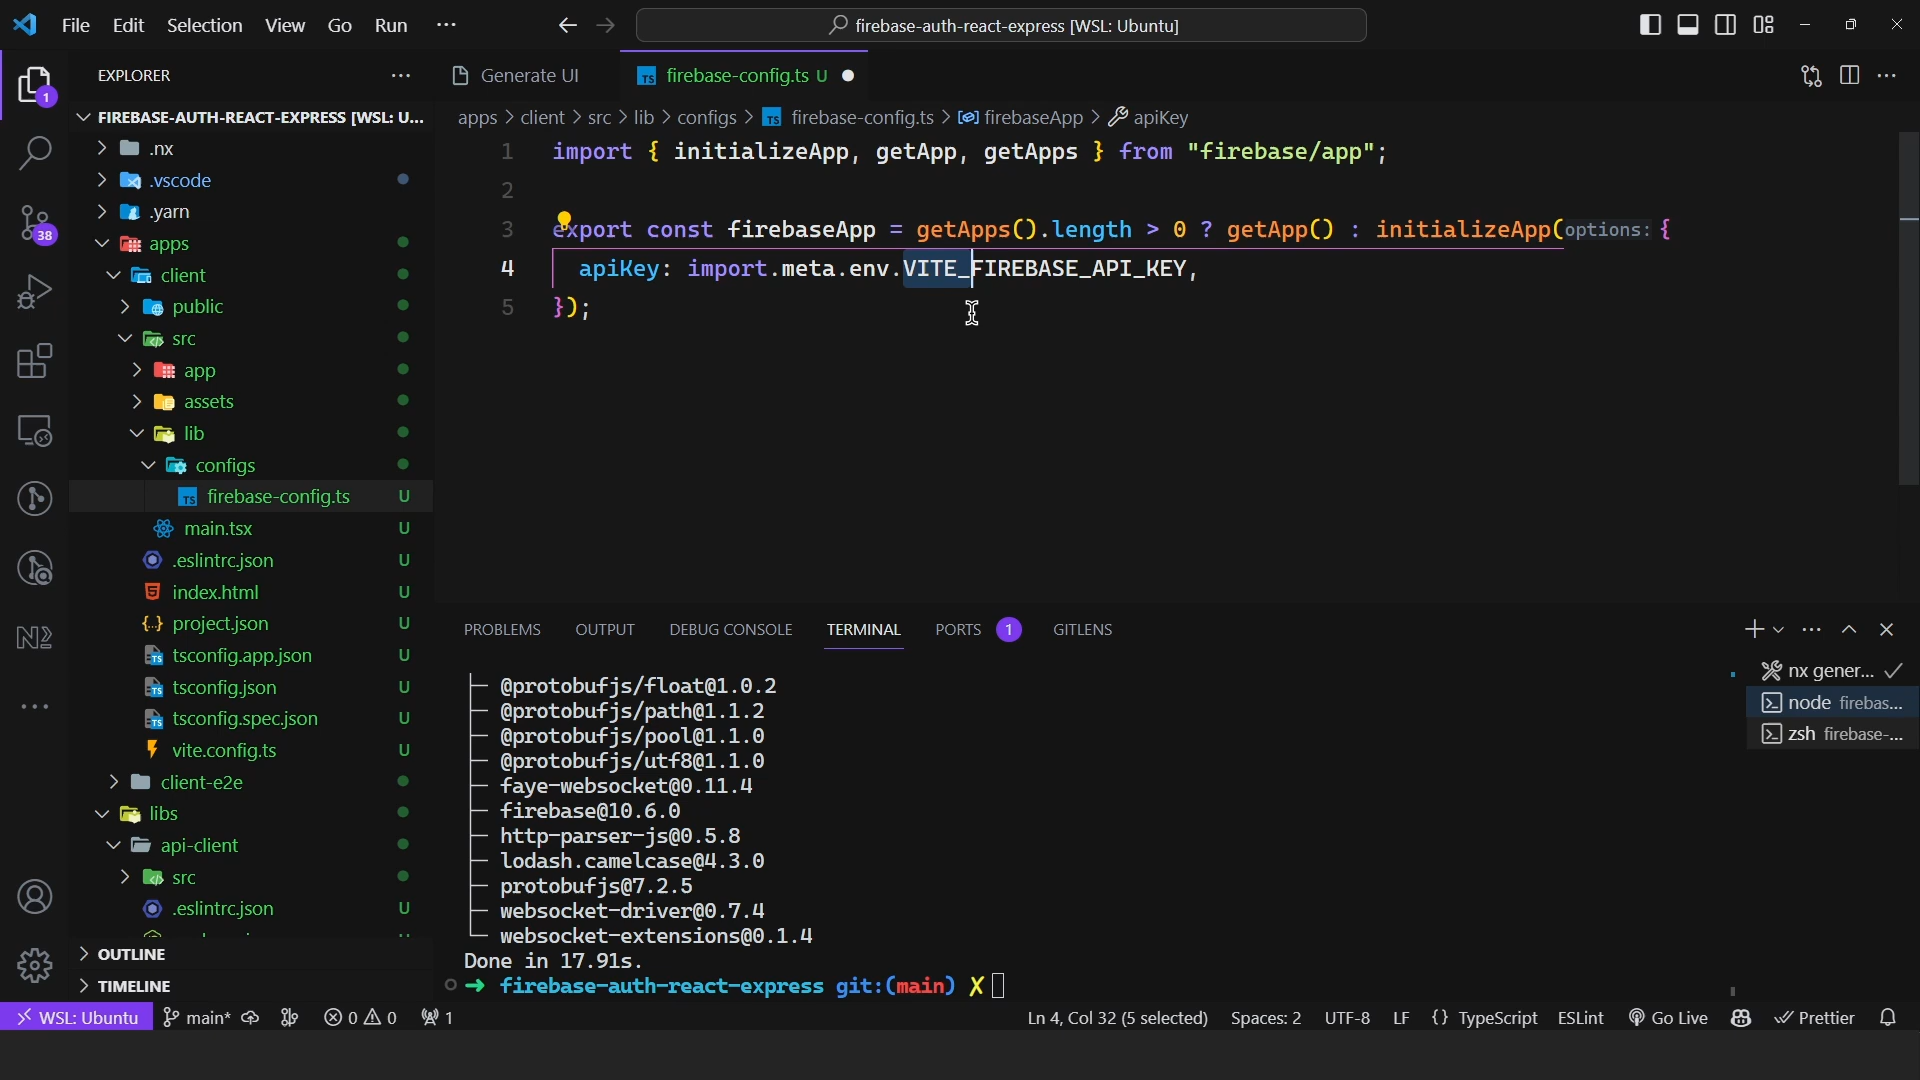 File Edit Selection View Go Run ···
firebase-auth-react-express [WSL: Ubuntu]
EXPLORER
Generate UI
TS firebase-config.ts U
FIREBASE-AUTH-REACT-EXPRESS [WSL: U...
apps > client > src > lib > configs > TS firebase-config.ts > firebaseApp > apiKey
.nx
.vscode
.yarn
apps
client
public
src
app
assets
lib
configs
TS firebase-config.ts U
main.tsx U
.eslintrc.json U
index.html U
project.json U
tsconfig.app.json U
tsconfig.json U
tsconfig.spec.json U
vite.config.ts U
client-e2e
libs
api-client
src
.eslintrc.json U
OUTLINE
TIMELINE
1
38
1 import { initializeApp, getApp, getApps } from "firebase/app";
2
3 export const firebaseApp = getApps().length > 0 ? getApp() : initializeApp(options: {
4 apiKey: import.meta.env.VITE_FIREBASE_API_KEY,
5 });
PROBLEMS OUTPUT DEBUG CONSOLE TERMINAL PORTS 1 GITLENS
├─ @protobufjs/float@1.0.2
├─ @protobufjs/path@1.1.2
├─ @protobufjs/pool@1.1.0
├─ @protobufjs/utf8@1.1.0
├─ faye-websocket@0.11.4
├─ firebase@10.6.0
├─ http-parser-js@0.5.8
├─ lodash.camelcase@4.3.0
├─ protobufjs@7.2.5
├─ websocket-driver@0.7.4
└─ websocket-extensions@0.1.4
Done in 17.91s.
➜ firebase-auth-react-express git:(main) ✗
nx gener... ✓
node firebas...
zsh firebase-...
WSL: Ubuntu main* 0 0 1 Ln 4, Col 32 (5 selected) Spaces: 2 UTF-8 LF {} TypeScript ESLint Go Live Prettier